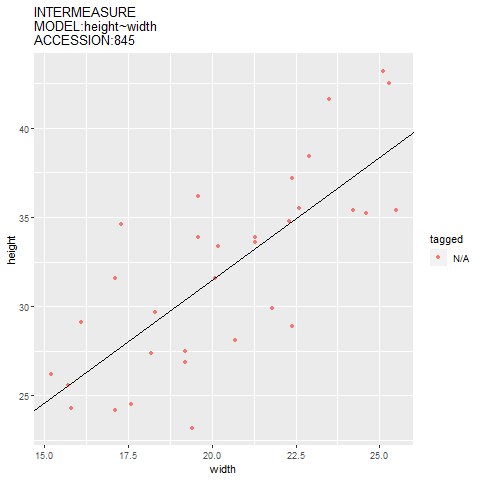 INTERMEASURE
MODEL:height~width
ACCESSION:845
40
35
30
25
height
15.0 17.5 20.0 22.5 25.0
width
tagged
N/A